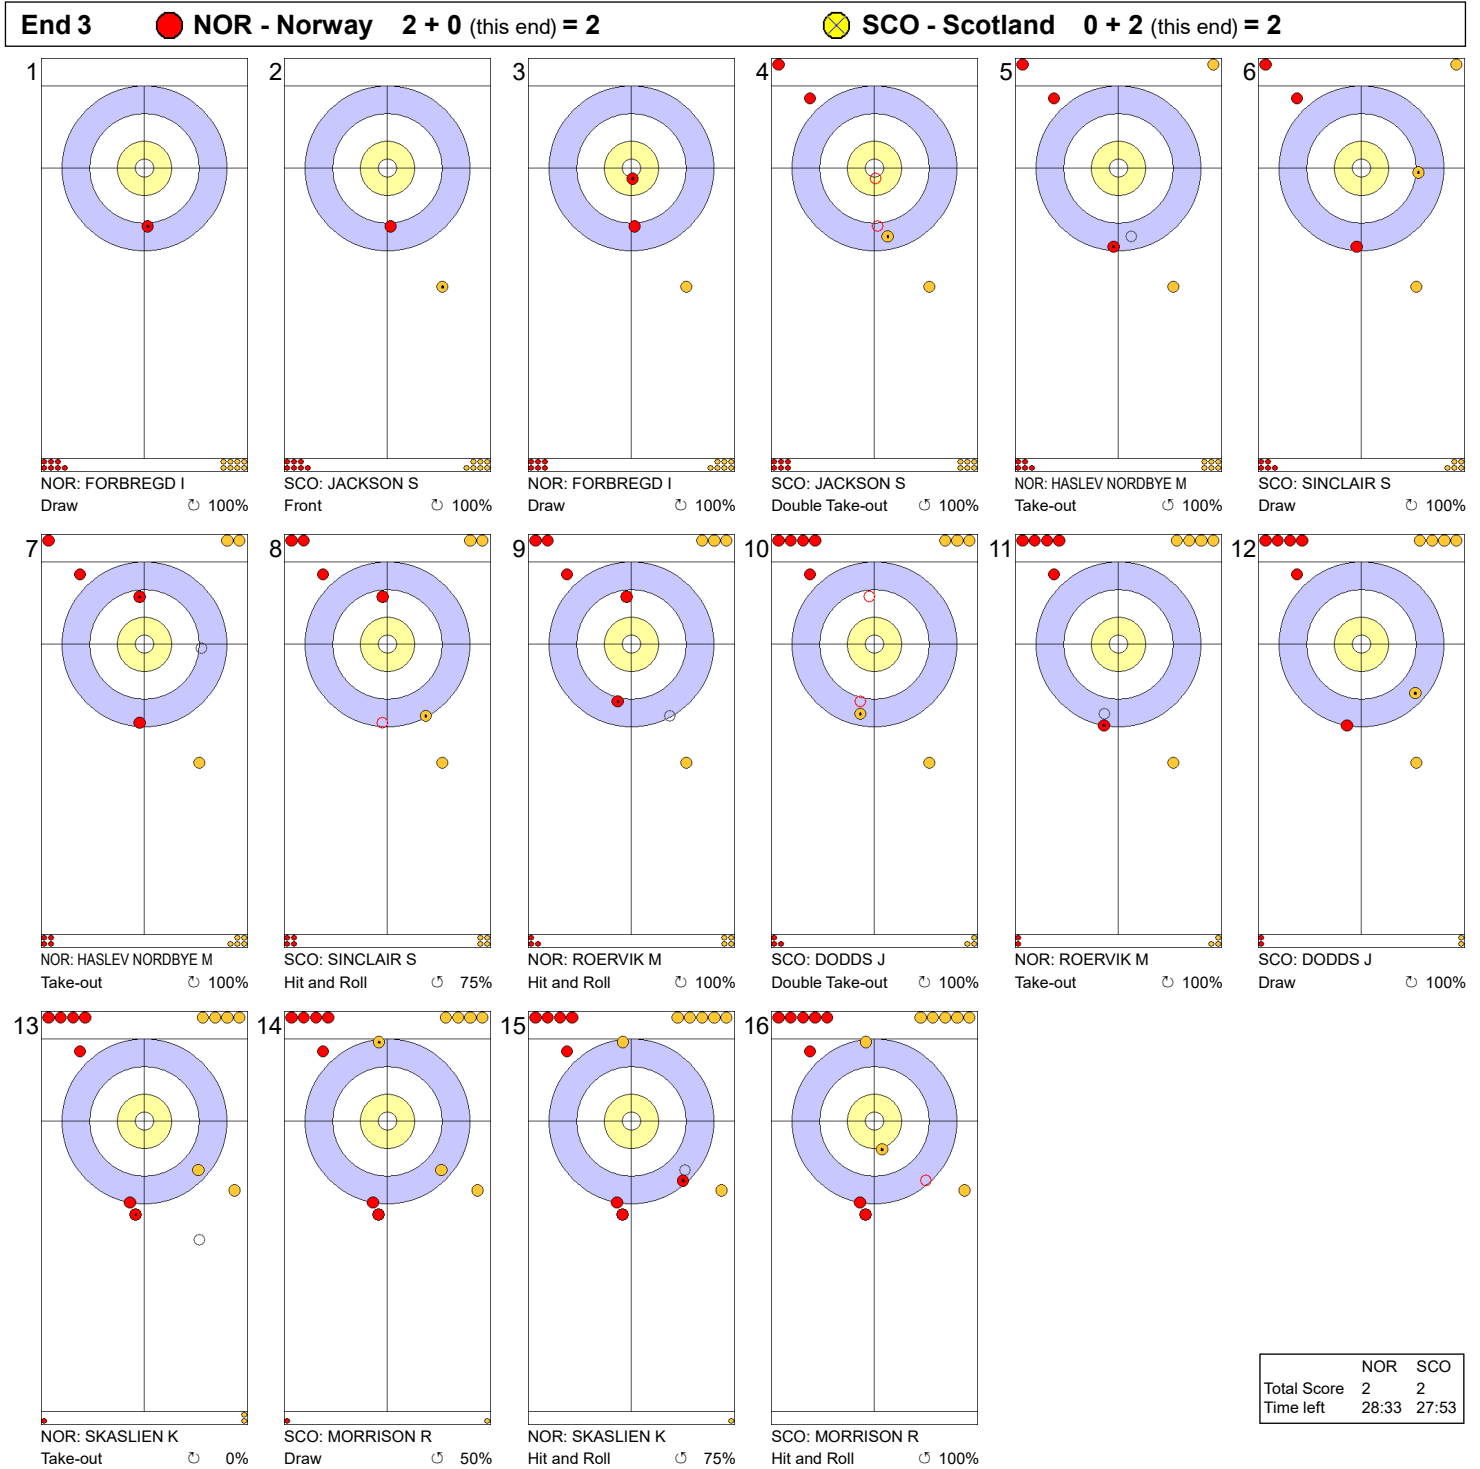 End 3 NOR - Norway 2 + 0 (this end) = 2 SCO - Scotland 0 + 2 (this end) = 2
1 2 3 4 5 6
NOR: FORBREGD I SCO: JACKSON S NOR: FORBREGD I SCO: JACKSON S NOR: HASLEV NORDBYE M SCO: SINCLAIR S
Draw ↻ 100% Front ↻ 100% Draw ↻ 100% Double Take-out ↺ 100% Take-out ↻ 100% Draw ↻ 100%
7 8 9 10 11 12
NOR: HASLEV NORDBYE M SCO: SINCLAIR S NOR: ROERVIK M SCO: DODDS J NOR: ROERVIK M SCO: DODDS J
Take-out ↻ 100% Hit and Roll ↺ 75% Hit and Roll ↻ 100% Double Take-out ↻ 100% Take-out ↻ 100% Draw ↻ 100%
13 14 15 16
NOR: SKASLIEN K SCO: MORRISON R NOR: SKASLIEN K SCO: MORRISON R
Take-out ↻ 0% Draw ↺ 50% Hit and Roll ↺ 75% Hit and Roll ↺ 100%
NOR SCO
Total Score 2 2
Time left 28:33 27:53